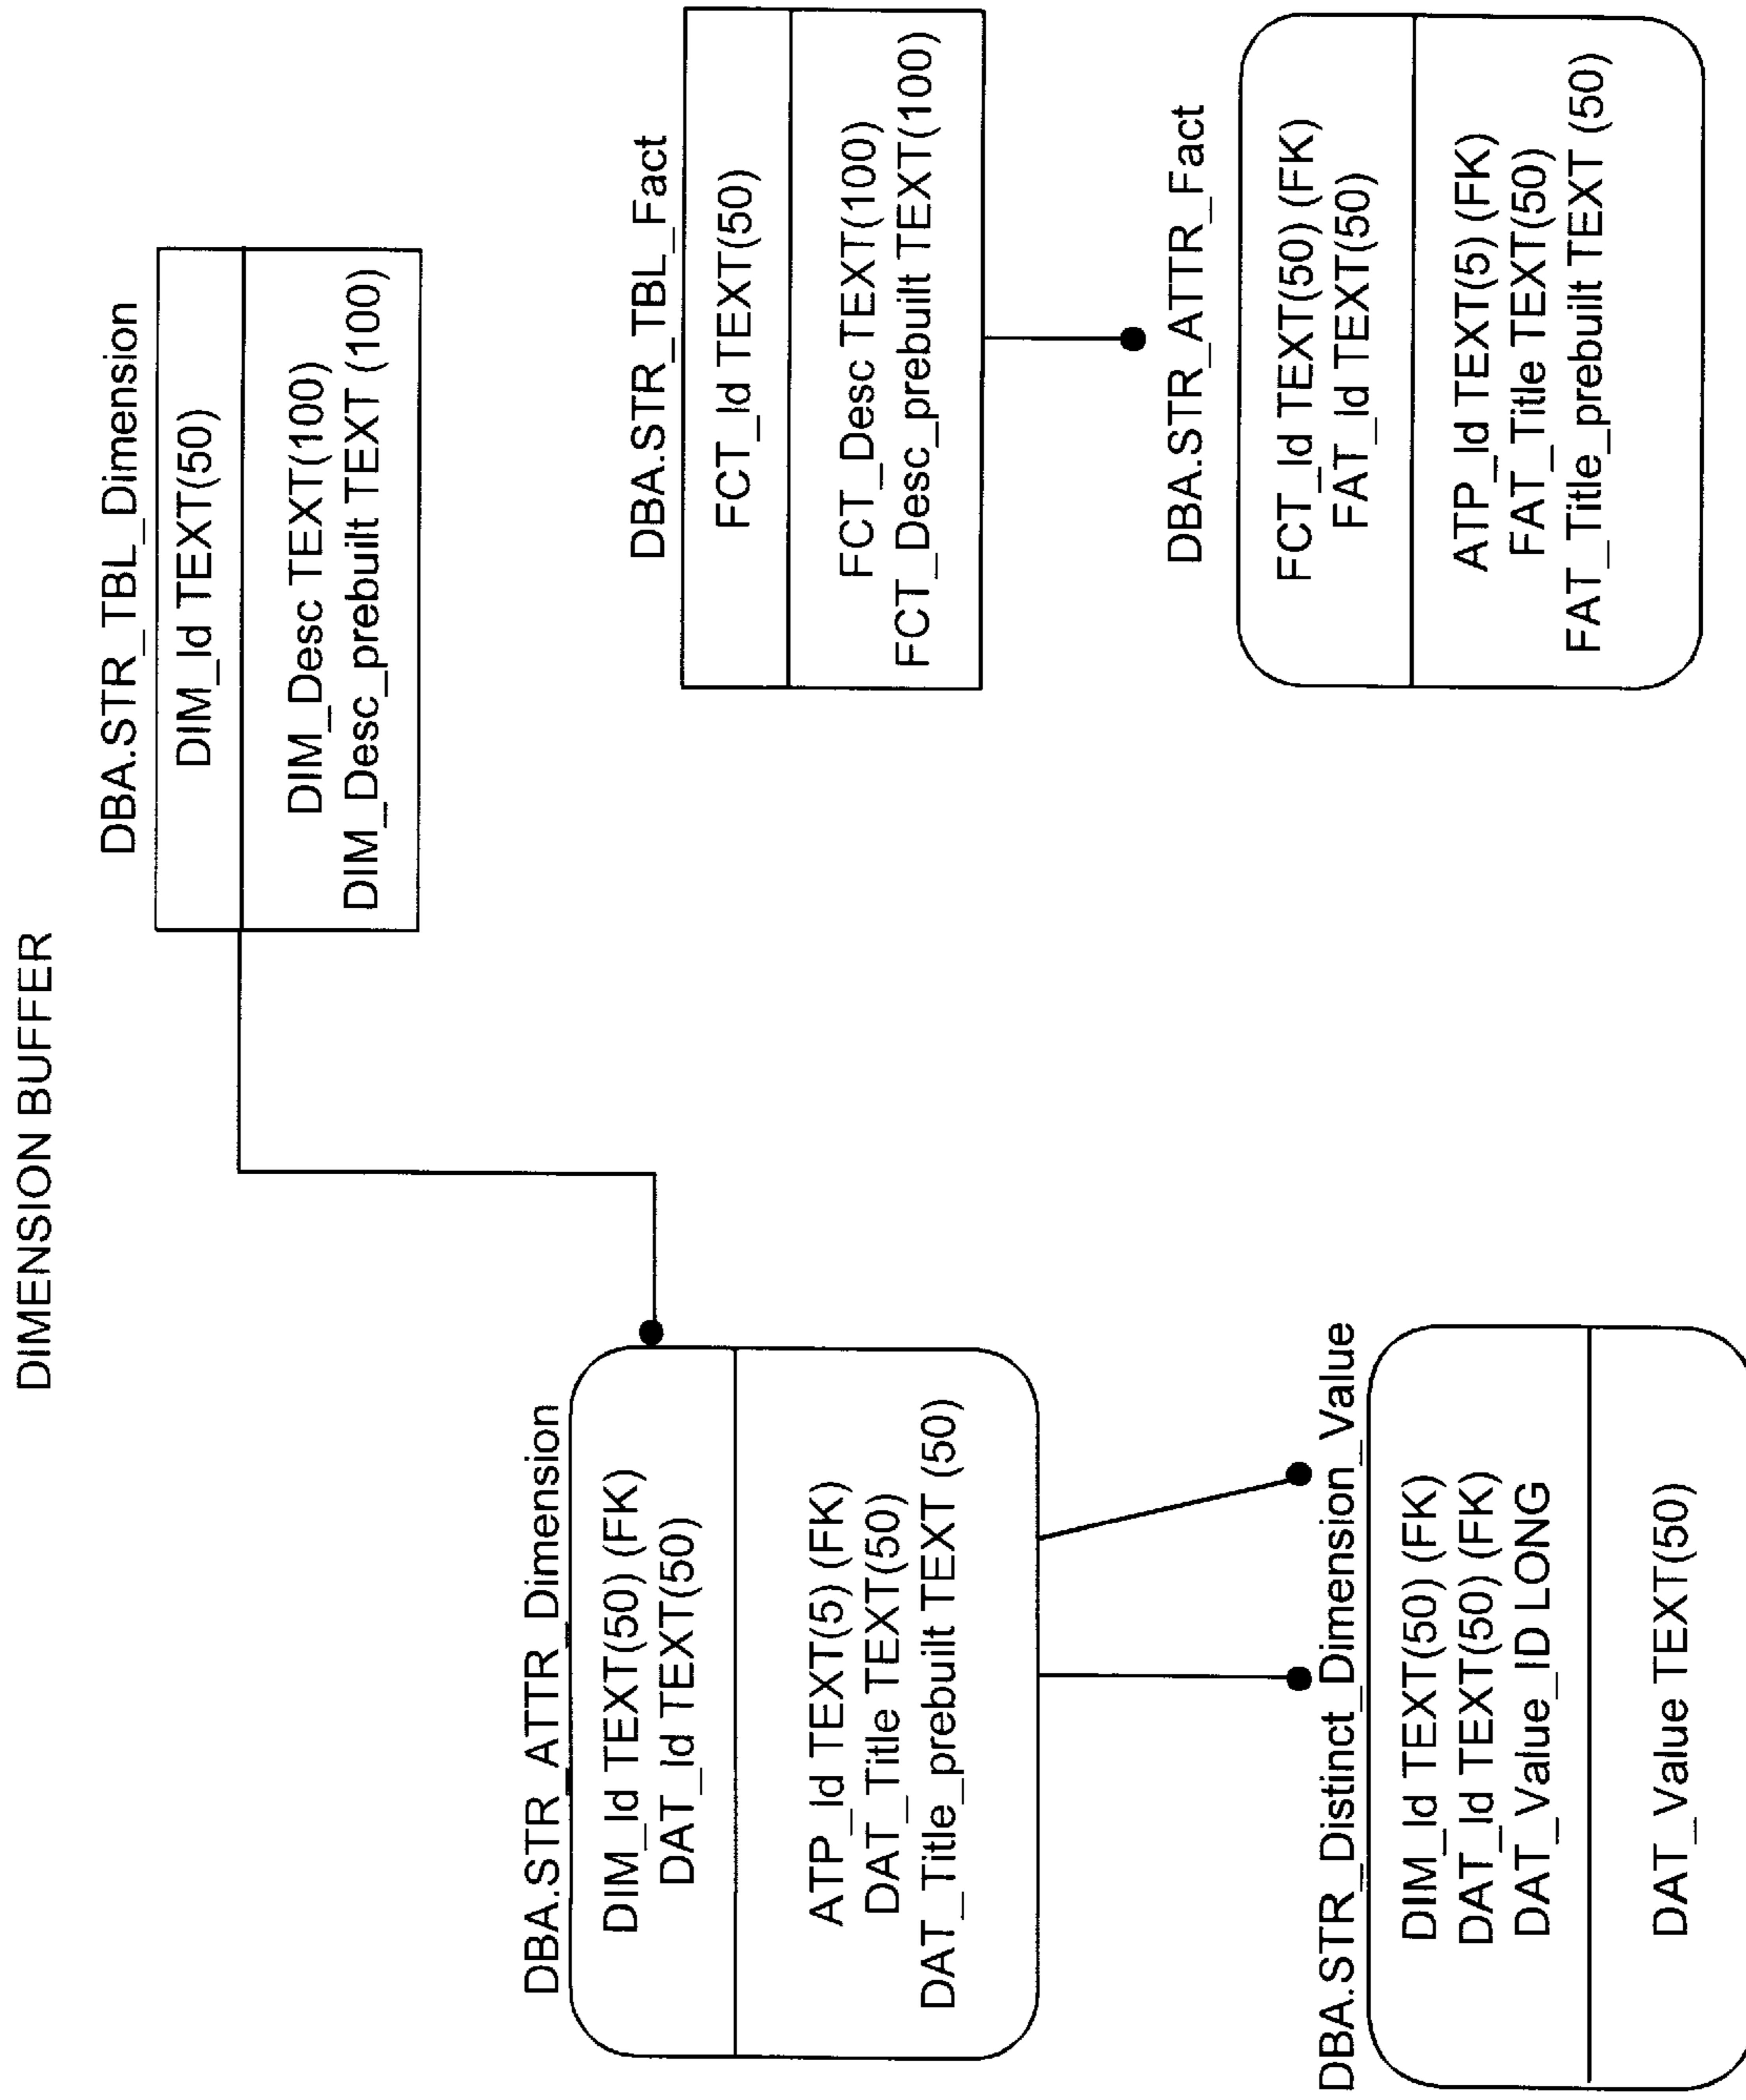 DIMENSION BUFFER
DBA.STR_TBL_Dimension
DIM_Id TEXT(50)
DIM_Desc TEXT(100)
DIM_Desc_prebuilt TEXT (100)
DBA.STR_ATTR_Dimension
DIM_Id TEXT(50) (FK)
DAT_Id TEXT(50)
ATP_Id TEXT(5) (FK)
DAT_Title TEXT(50)
DAT_Title_prebuilt TEXT (50)
DBA.STR_TBL_Fact
FCT_Id TEXT(50)
FCT_Desc TEXT(100)
FCT_Desc_prebuilt TEXT(100)
DBA.STR_Distinct_Dimension_Value
DIM_Id TEXT(50) (FK)
DAT_Id TEXT(50) (FK)
DAT_Value_ID LONG
DAT_Value TEXT(50)
DBA.STR_ATTR_Fact
FCT_Id TEXT(50) (FK)
FAT_Id TEXT(50)
ATP_Id TEXT(5) (FK)
FAT_Title TEXT(50)
FAT_Title_prebuilt TEXT (50)